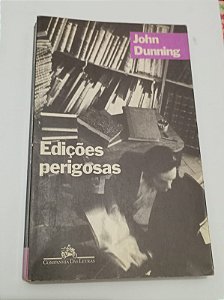 John
Dunning
Edições
perigosas
COMPANHIA DAS LETRAS